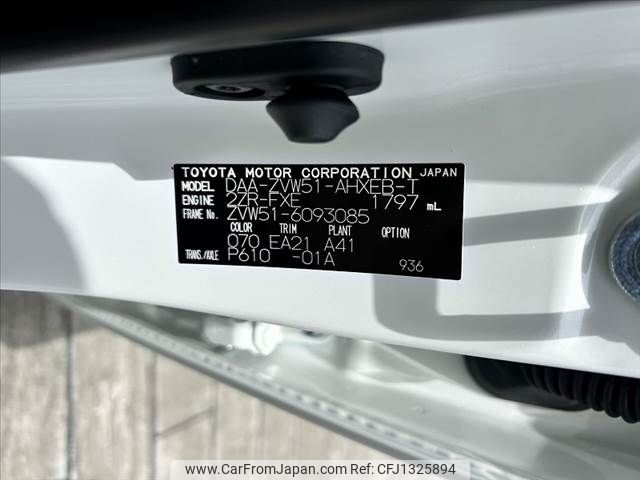 TOYOTA MOTOR CORPORATION JAPAN
MODEL DAA-ZVW51-AHXEB-T
ENGINE 2ZR-FXE 1797 mL
FRAME No. ZVW51-6093085
COLOR TRIM PLANT OPTION
070 EA21 A41
TRANS./AXLE P610 -01A
936
www.CarFromJapan.com | Ref No. CFJ1325894